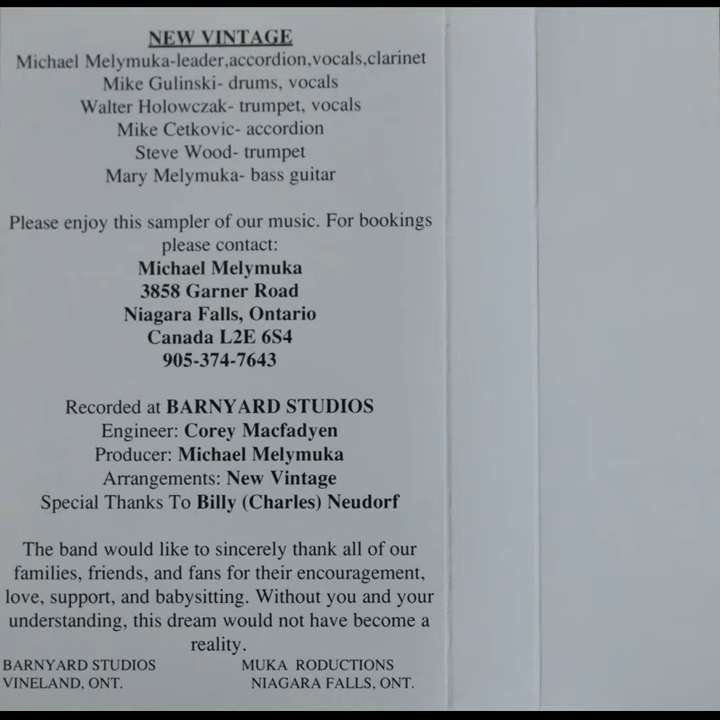 NEW VINTAGE
Michael Melymuka-leader,accordion,vocals,clarinet
Mike Gulinski- drums, vocals
Walter Holowczak- trumpet, vocals
Mike Cetkovic- accordion
Steve Wood- trumpet
Mary Melymuka- bass guitar
Please enjoy this sampler of our music. For bookings
please contact:
Michael Melymuka
3858 Garner Road
Niagara Falls, Ontario
Canada L2E 6S4
905-374-7643
Recorded at BARNYARD STUDIOS
Engineer: Corey Macfadyen
Producer: Michael Melymuka
Arrangements: New Vintage
Special Thanks To Billy (Charles) Neudorf
The band would like to sincerely thank all of our
families, friends, and fans for their encouragement,
love, support, and babysitting. Without you and your
understanding, this dream would not have become a
reality.
BARNYARD STUDIOS MUKA RODUCTIONS
VINELAND, ONT. NIAGARA FALLS, ONT.